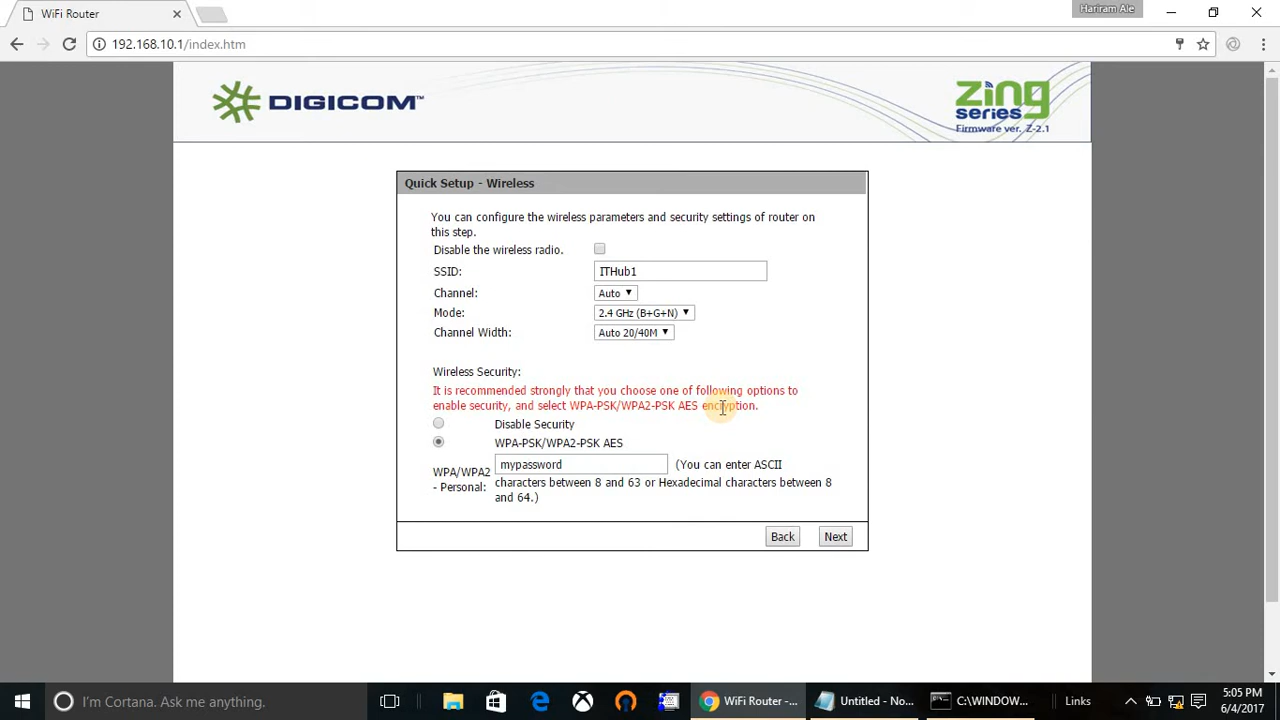 WiFi Router
Hariram Ale
192.168.10.1/index.htm
DIGICOM™
Zing
series
Firmware ver. Z-2.1
Quick Setup - Wireless
You can configure the wireless parameters and security settings of router on
this step.
Disable the wireless radio.
SSID: ITHub1
Channel: Auto
Mode: 2.4 GHz (B+G+N)
Channel Width: Auto 20/40M
Wireless Security:
It is recommended strongly that you choose one of following options to
enable security, and select WPA-PSK/WPA2-PSK AES encryption.
Disable Security
WPA-PSK/WPA2-PSK AES
WPA/WPA2
- Personal:
mypassword (You can enter ASCII
characters between 8 and 63 or Hexadecimal characters between 8
and 64.)
Back Next
I'm Cortana. Ask me anything.
WiFi Router -...
Untitled - No...
C:\WINDOW...
Links
5:05 PM
6/4/2017